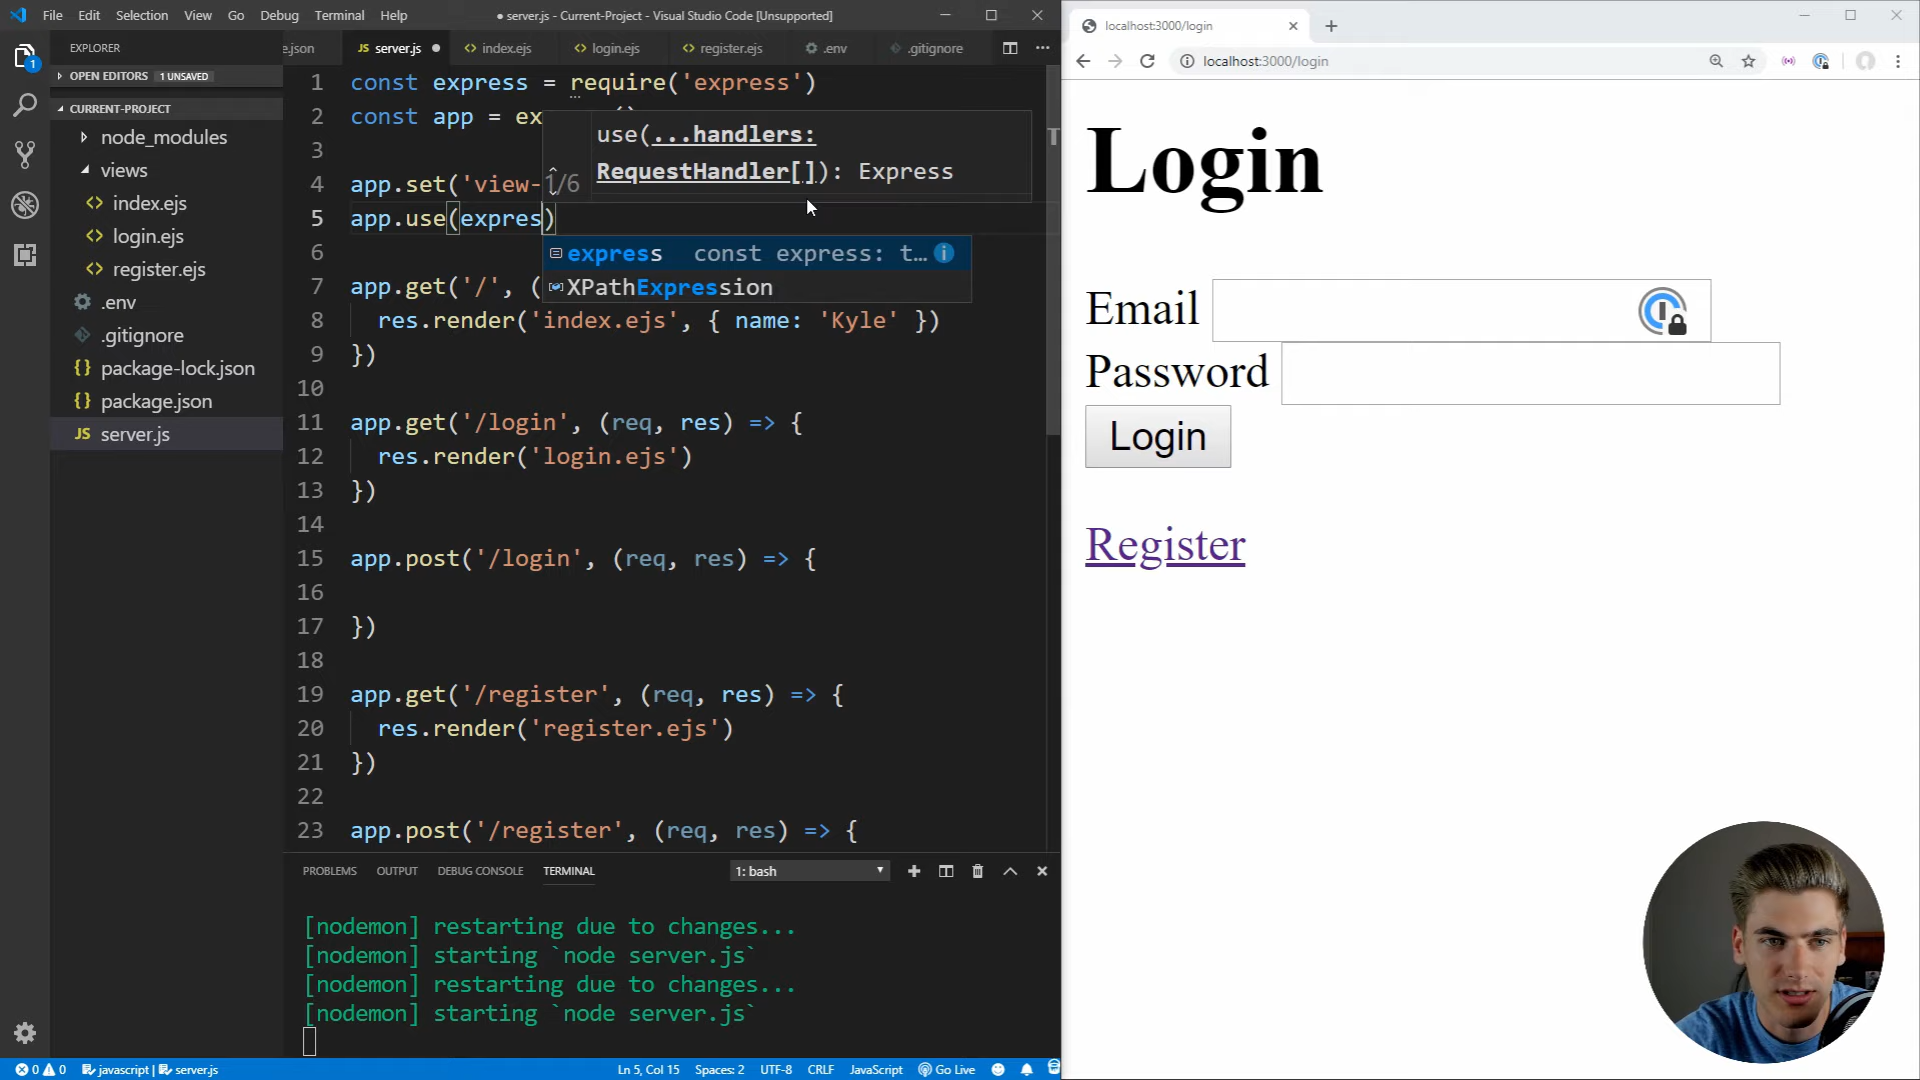 File Edit Selection View Go Debug Terminal Help
● server.js - Current-Project - Visual Studio Code [Unsupported]
EXPLORER
OPEN EDITORS 1 UNSAVED
CURRENT-PROJECT
node_modules
views
index.ejs
login.ejs
register.ejs
.env
.gitignore
package-lock.json
package.json
server.js
1
e.json server.js index.ejs login.ejs register.ejs .env .gitignore
1 const express = require('express')
2 const app = ex ()
3
4 app.set('view-
5 app.use(expres)
6
7 app.get('/', (
8 res.render('index.ejs', { name: 'Kyle' })
9 })
10
11 app.get('/login', (req, res) => {
12 res.render('login.ejs')
13 })
14
15 app.post('/login', (req, res) => {
16
17 })
18
19 app.get('/register', (req, res) => {
20 res.render('register.ejs')
21 })
22
23 app.post('/register', (req, res) => {
1/6
use(...handlers:
RequestHandler[]): Express
express const express: t...
XPathExpression
PROBLEMS OUTPUT DEBUG CONSOLE TERMINAL
1: bash
[nodemon] restarting due to changes...
[nodemon] starting `node server.js`
[nodemon] restarting due to changes...
[nodemon] starting `node server.js`
0 0 javascript | server.js Ln 5, Col 15 Spaces: 2 UTF-8 CRLF JavaScript Go Live
localhost:3000/login
localhost:3000/login
Login
Email
Password
Login
Register